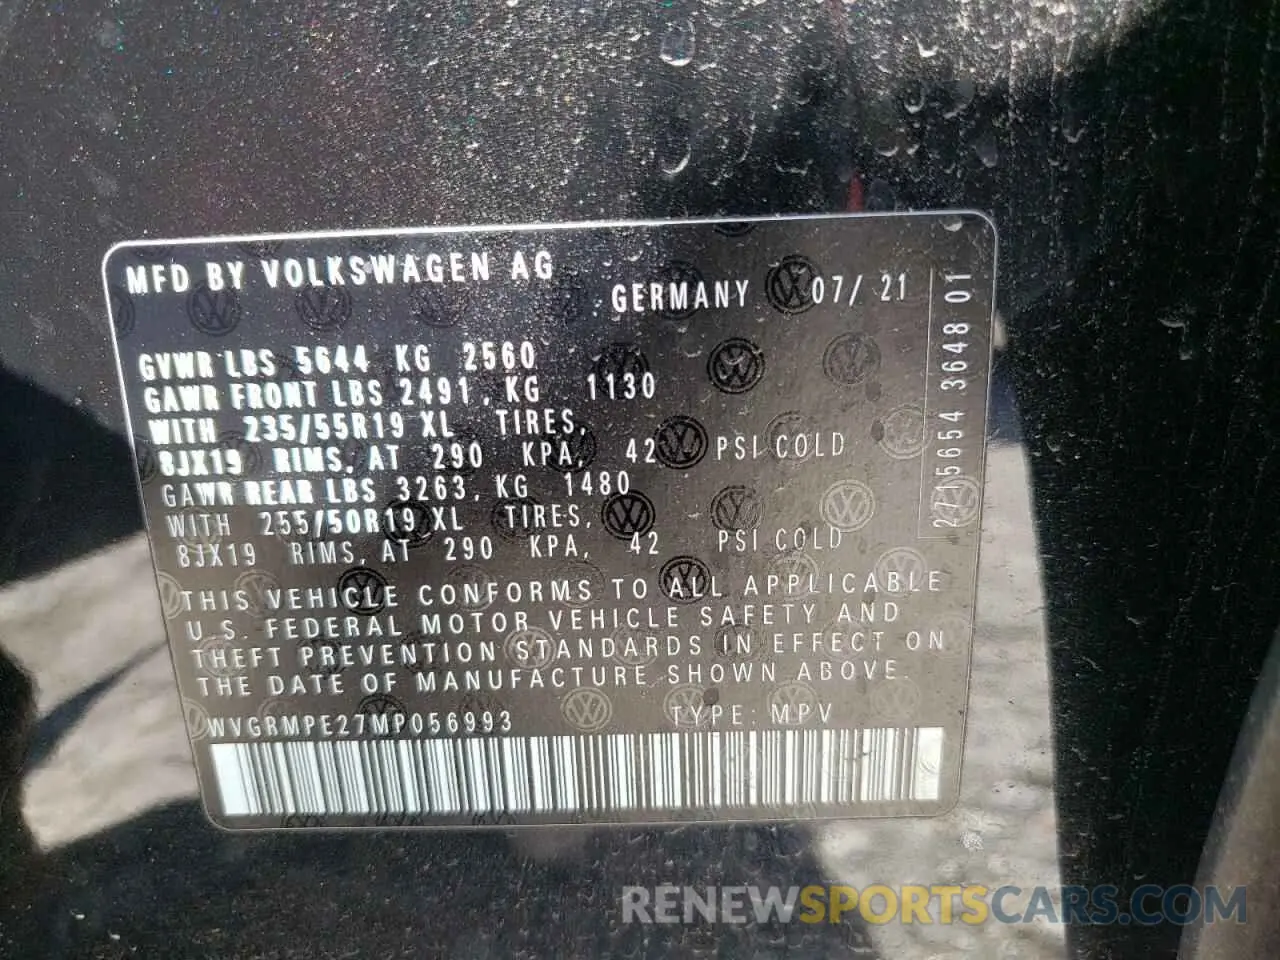 MFD BY VOLKSWAGEN AG
GERMANY 07/ 21
GVWR LBS 5644 KG 2560
GAWR FRONT LBS 2491, KG 1130
WITH 235/55R19 XL TIRES,
8JX19 RIMS, AT 290 KPA, 42 PSI COLD
GAWR REAR LBS 3263, KG 1480
WITH 255/50R19 XL TIRES,
8JX19 RIMS, AT 290 KPA, 42 PSI COLD
THIS VEHICLE CONFORMS TO ALL APPLICABLE
U.S. FEDERAL MOTOR VEHICLE SAFETY AND
THEFT PREVENTION STANDARDS IN EFFECT ON
THE DATE OF MANUFACTURE SHOWN ABOVE.
WVGRMPE27MP056993 TYPE: MPV
2715654 3648 01
RENEWSPORTSCARS.COM